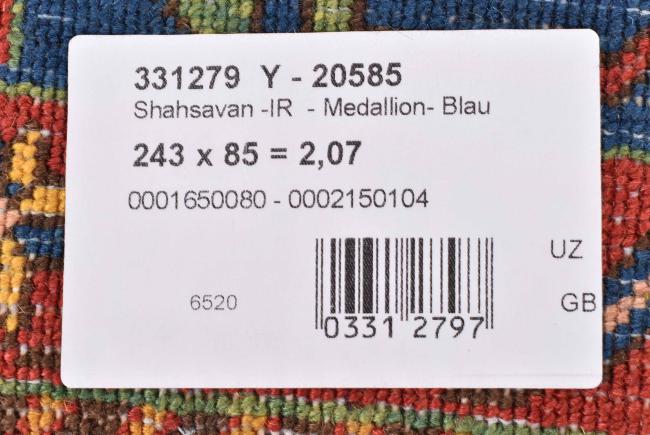 331279 Y - 20585
Shahsavan -IR - Medallion- Blau
243 x 85 = 2,07
0001650080 - 0002150104
UZ
6520
GB
0331 2797